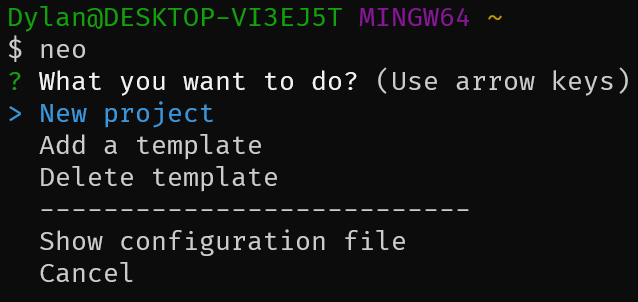 Dylan@DESKTOP-VI3EJ5T MINGW64 ~
$ neo
? What you want to do? (Use arrow keys)
> New project
Add a template
Delete template
---------------------------
Show configuration file
Cancel